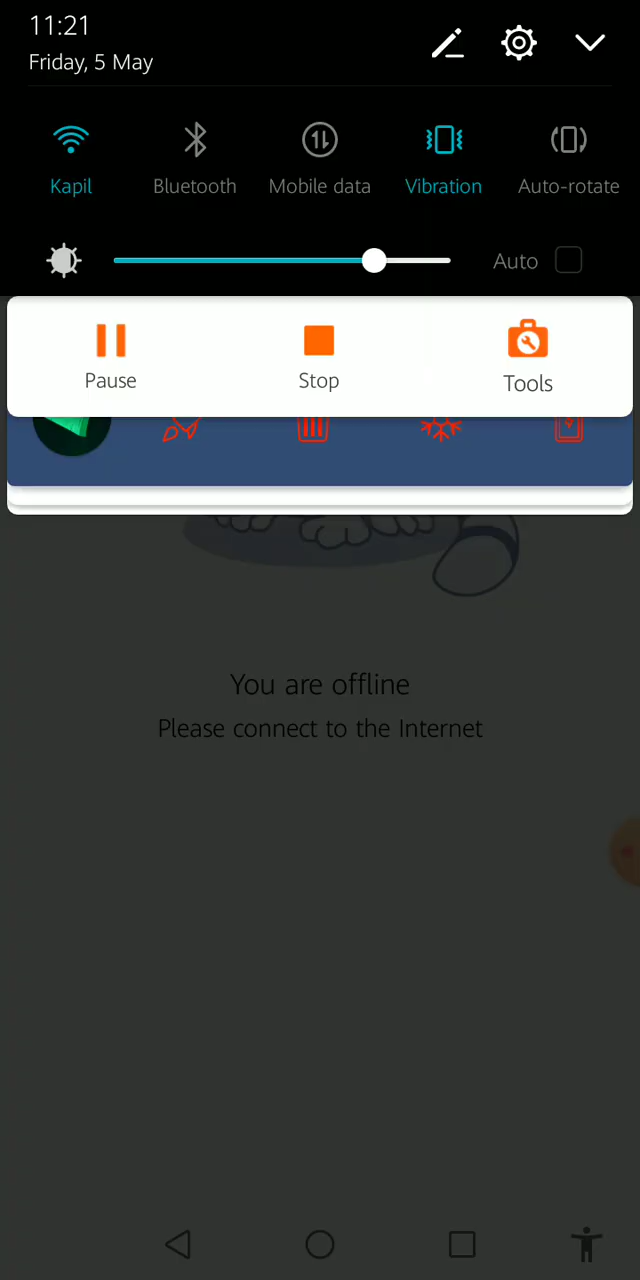 11:21
Friday, 5 May
Kapil Bluetooth Mobile data Vibration Auto-rotate
Auto
Pause Stop Tools
You are offline
Please connect to the Internet